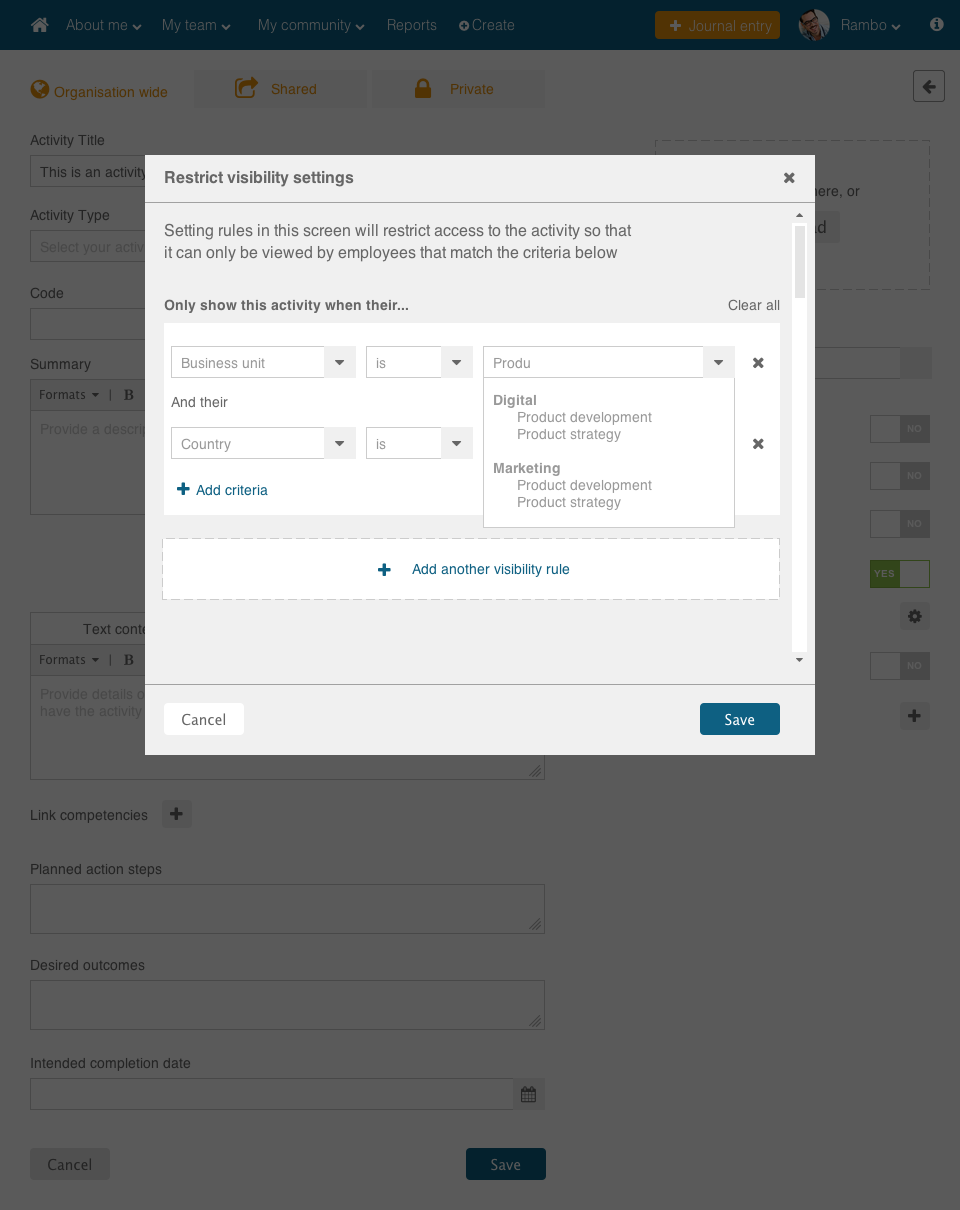 About me
My team
My community
Reports
Create
Journal entry
Rambo
Organisation wide
Shared
Private
Activity Title
This is an activity
here, or
Activity Type
Select your activ
Code
Summary
Formats
B
Provide a descrip
NO
NO
NO
YES
NO
Text conte
Formats
B
Provide details o
have the activity
Restrict visibility settings
Setting rules in this screen will restrict access to the activity so that
it can only be viewed by employees that match the criteria below
Only show this activity when their...
Clear all
Business unit
is
Produ
Digital
Product development
Product strategy
Marketing
Product development
Product strategy
And their
Country
is
Add criteria
Add another visibility rule
Cancel
Save
Link competencies
Planned action steps
Desired outcomes
Intended completion date
Cancel
Save